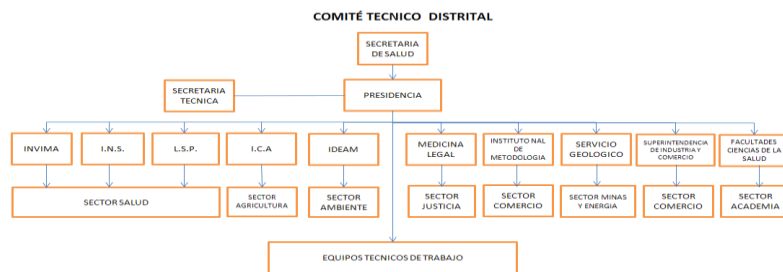 COMITÉ TECNICO DISTRITAL
SECRETARIA
DE SALUD
SECRETARIA
TECNICA
PRESIDENCIA
INVIMA
I.N.S.
L.S.P.
I.C.A
IDEAM
MEDICINA
LEGAL
INSTITUTO NAL
DE
METODOLOGIA
SERVICIO
GEOLOGICO
SUPERINTENDENCIA
DE INDUSTRIA Y
COMERCIO
FACULTADES
CIENCIAS DE LA
SALUD
SECTOR SALUD
SECTOR
AGRICULTURA
SECTOR
AMBIENTE
SECTOR
JUSTICIA
SECTOR
COMERCIO
SECTOR MINAS
Y ENERGIA
SECTOR
COMERCIO
SECTOR
ACADEMIA
EQUIPOS TECNICOS DE TRABAJO